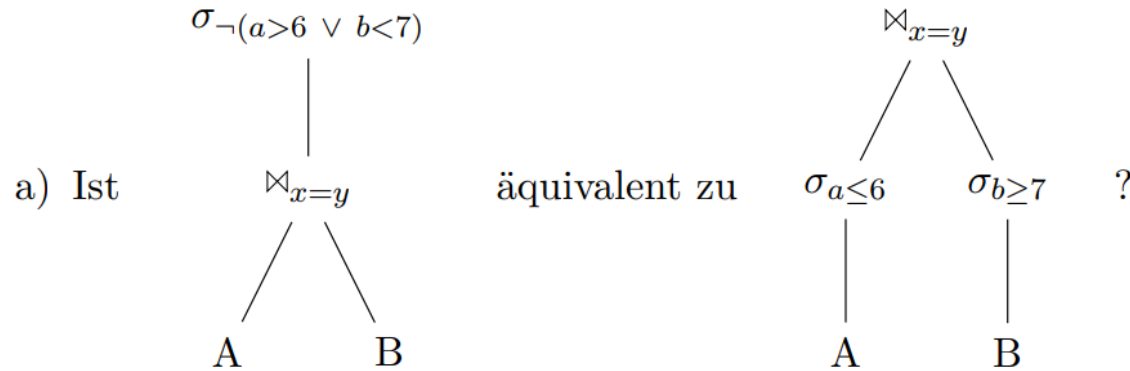 σ¬(a>6 ∨ b<7) ⋈x=y
a) Ist ⋈x=y äquivalent zu σa≤6 σb≥7 ?
A B A B